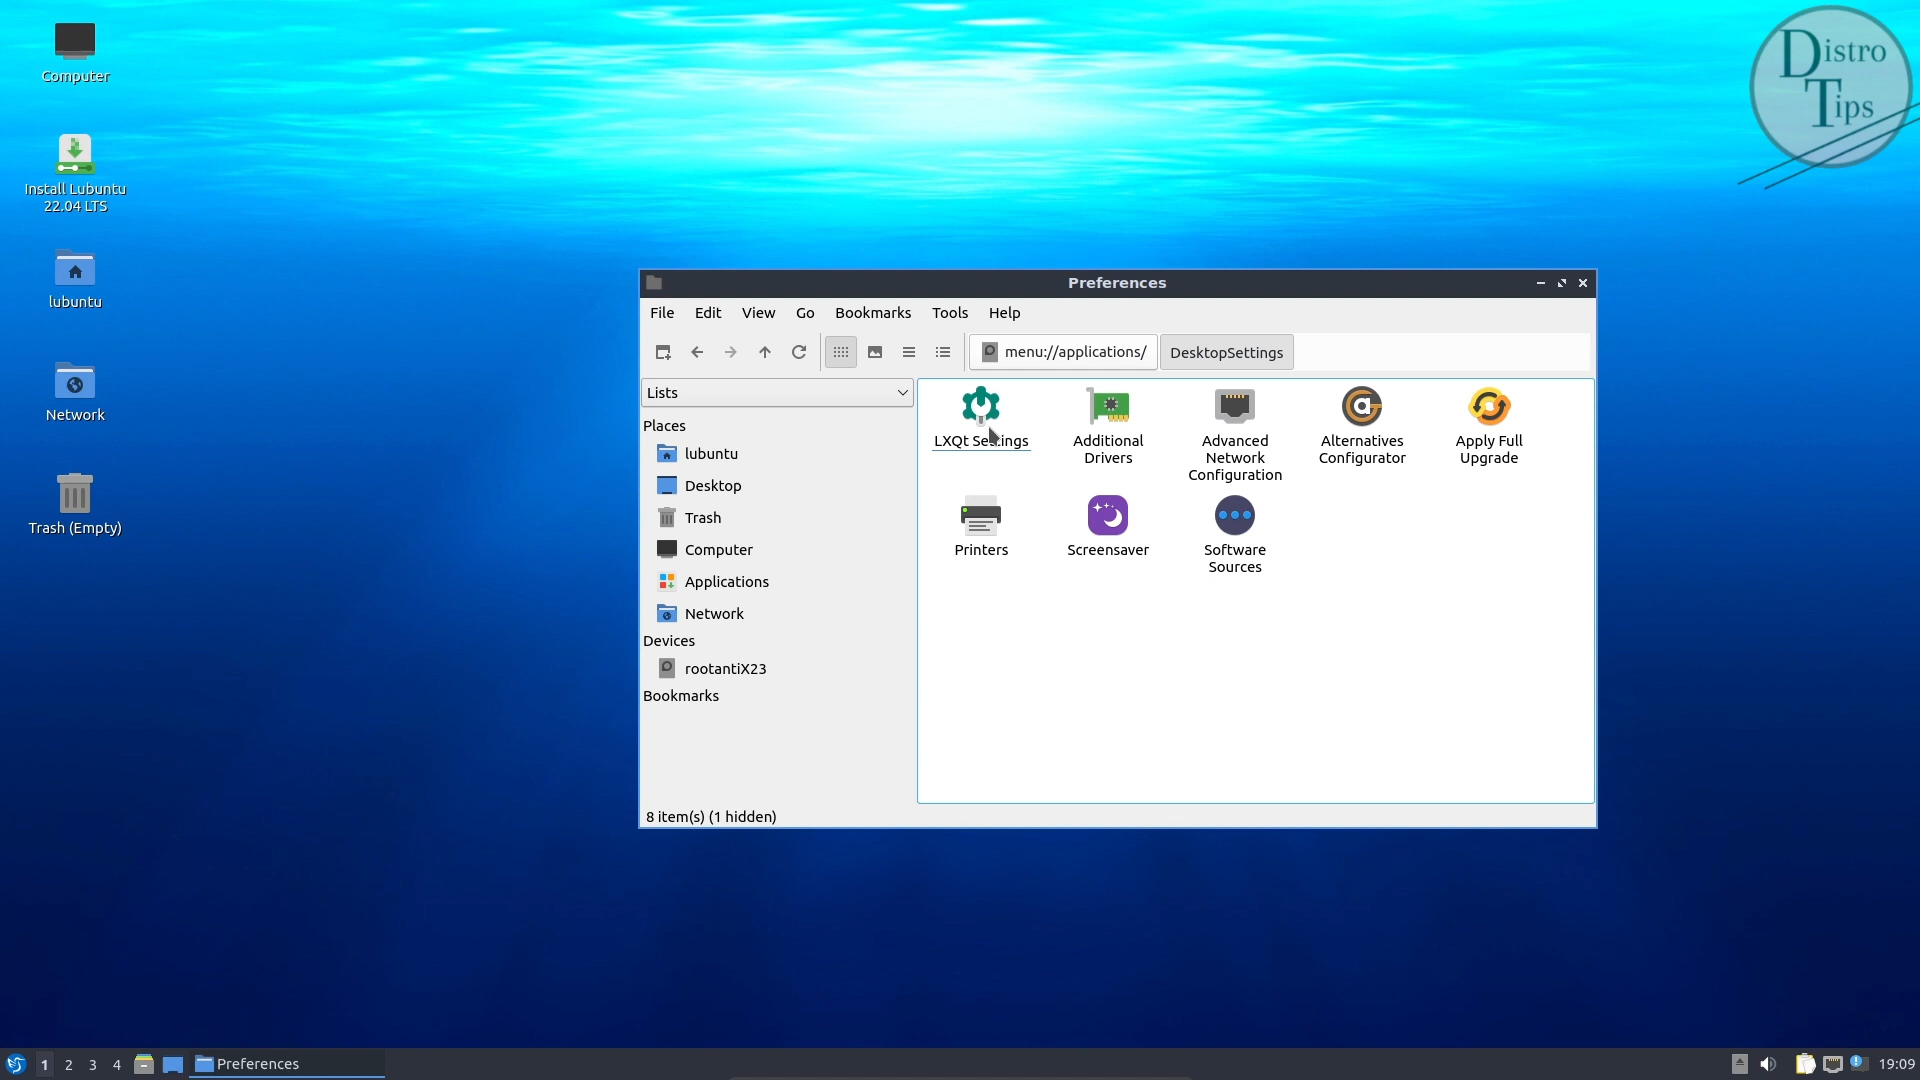 Computer
Install Lubuntu
22.04 LTS
lubuntu
Network
Trash (Empty)
Distro
Tips
Preferences
File Edit View Go Bookmarks Tools Help
menu://applications/ DesktopSettings
Lists
Places
lubuntu
Desktop
Trash
Computer
Applications
Network
Devices
rootantiX23
Bookmarks
LXQt Settings
Additional
Drivers
Advanced
Network
Configuration
Alternatives
Configurator
Apply Full
Upgrade
Printers
Screensaver
Software
Sources
8 item(s) (1 hidden)
1 2 3 4 Preferences 19:09